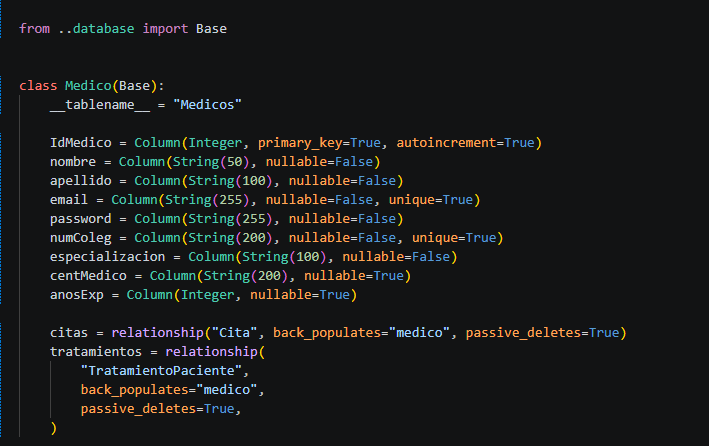 from ..database import Base
class Medico(Base):
    __tablename__ = "Medicos"
    IdMedico = Column(Integer, primary_key=True, autoincrement=True)
    nombre = Column(String(50), nullable=False)
    apellido = Column(String(100), nullable=False)
    email = Column(String(255), nullable=False, unique=True)
    password = Column(String(255), nullable=False)
    numColeg = Column(String(200), nullable=False, unique=True)
    especializacion = Column(String(100), nullable=False)
    centMedico = Column(String(200), nullable=True)
    anosExp = Column(Integer, nullable=True)
    citas = relationship("Cita", back_populates="medico", passive_deletes=True)
    tratamientos = relationship(
        "TratamientoPaciente",
        back_populates="medico",
        passive_deletes=True,
    )